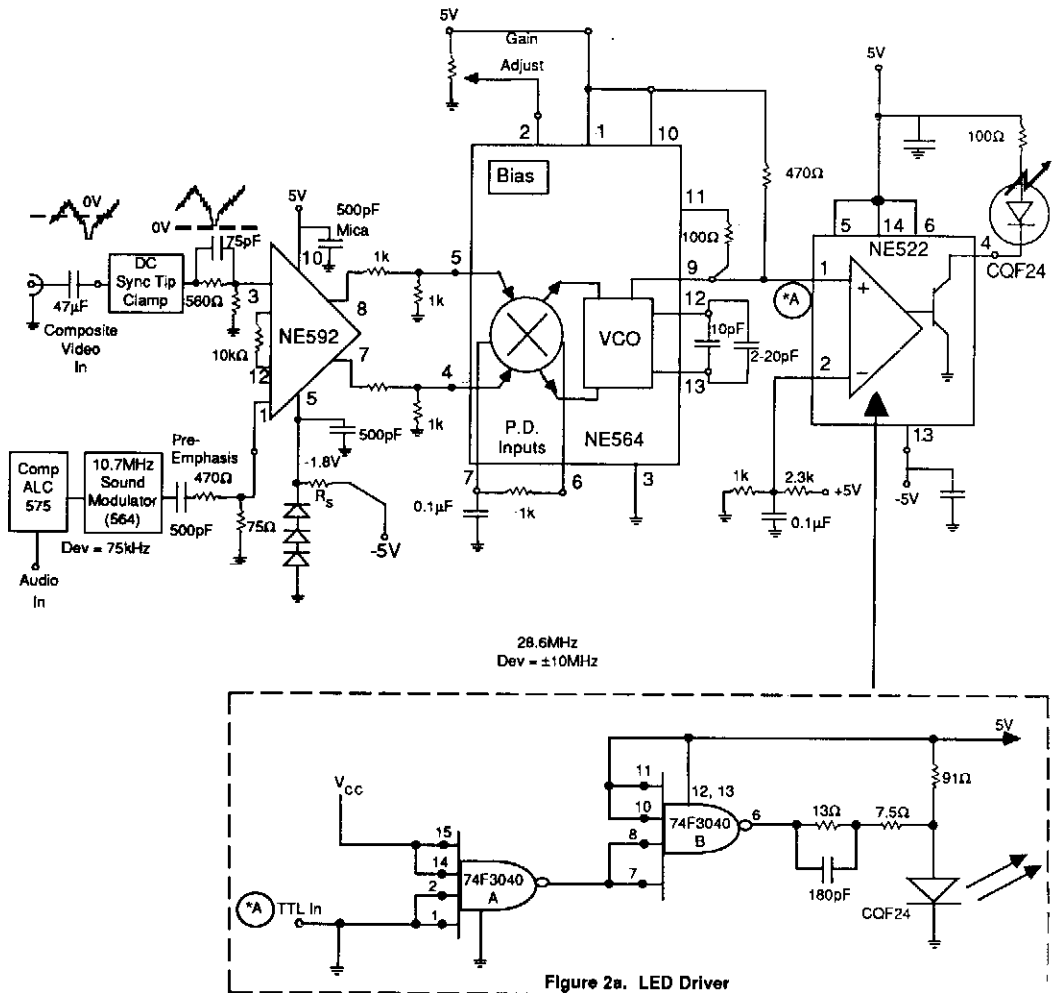 5V
Gain
Adjust
2
1
10
Bias
11
100Ω
470Ω
5V
100Ω
5
14
6
NE522
4
CQF24
0V
0V
75pF
5V
500pF
Mica
10
DC
Sync Tip
Clamp
560Ω
47µF
Composite
Video
In
3
10kΩ
12
1
NE592
8
7
5
1k
1k
5
4
1k
500pF
-1.8V
RS
-5V
VCO
9
12
10pF
2-20pF
13
P.D.
Inputs
NE564
7
6
3
0.1µF
1k
1
*A
+
2
−
13
-5V
1k
2.3k
+5V
0.1µF
Comp
ALC
575
10.7MHz
Sound
Modulator
(564)
Pre-
Emphasis
470Ω
500pF
75Ω
Dev = 75kHz
Audio
In
28.6MHz
Dev = ±10MHz
5V
91Ω
VCC
11
10
8
7
12, 13
74F3040
B
6
13Ω
7.5Ω
180pF
CQF24
15
14
2
1
74F3040
A
*A
TTL In
Figure 2a. LED Driver